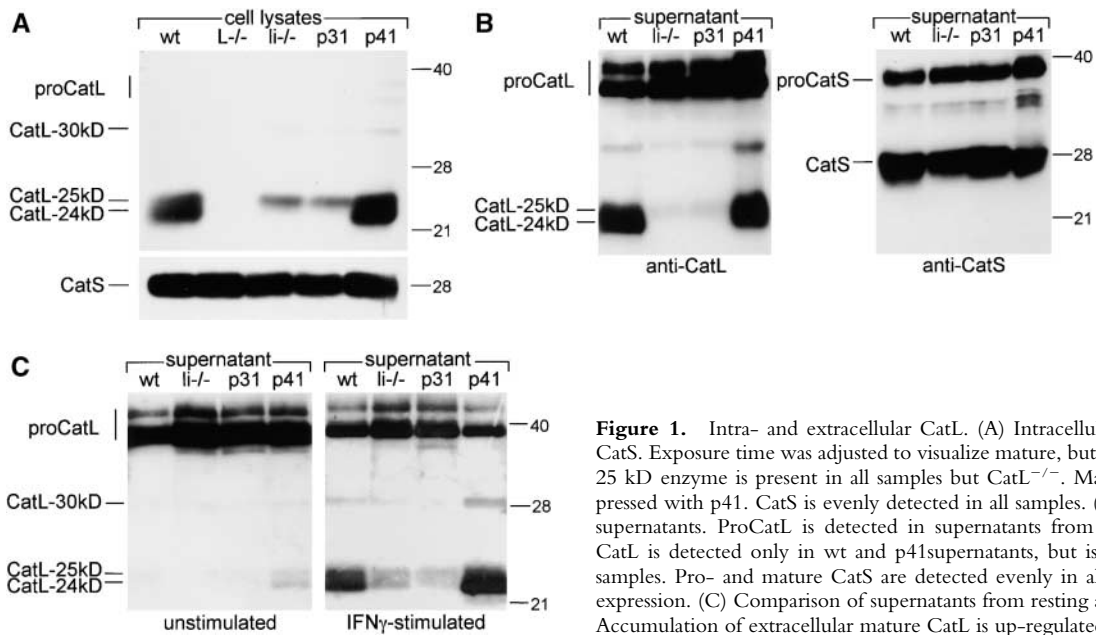 A
cell lysates
wt L-/- Ii-/- p31 p41
proCatL
CatL-30kD
CatL-25kD
CatL-24kD
40
28
21
CatS
28
B
supernatant
wt Ii-/- p31 p41
proCatL
CatL-25kD
CatL-24kD
anti-CatL
supernatant
wt Ii-/- p31 p41
proCatS
CatS
40
28
21
anti-CatS
C
supernatant
wt Ii-/- p31 p41
proCatL
CatL-30kD
CatL-25kD
CatL-24kD
unstimulated
supernatant
wt Ii-/- p31 p41
40
28
21
IFNγ-stimulated
Figure 1. Intra- and extracellular CatL. (A) Intracellu
CatS. Exposure time was adjusted to visualize mature, but
25 kD enzyme is present in all samples but CatL−/−. Ma
pressed with p41. CatS is evenly detected in all samples. (
supernatants. ProCatL is detected in supernatants from
CatL is detected only in wt and p41supernatants, but is
samples. Pro- and mature CatS are detected evenly in al
expression. (C) Comparison of supernatants from resting a
Accumulation of extracellular mature CatL is up-regulated